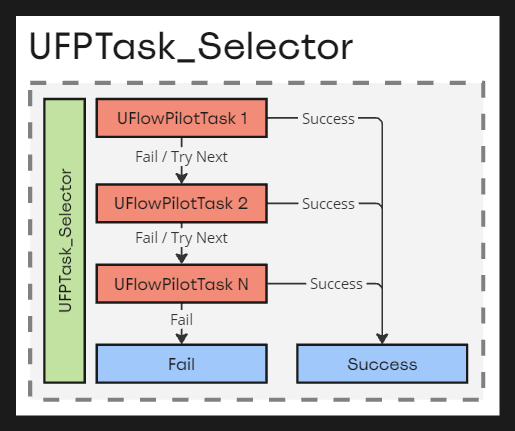 UFPTask_Selector
UFPTask_Selector
UFlowPilotTask 1
Success
Fail / Try Next
UFlowPilotTask 2
Success
Fail / Try Next
UFlowPilotTask N
Success
Fail
Fail
Success